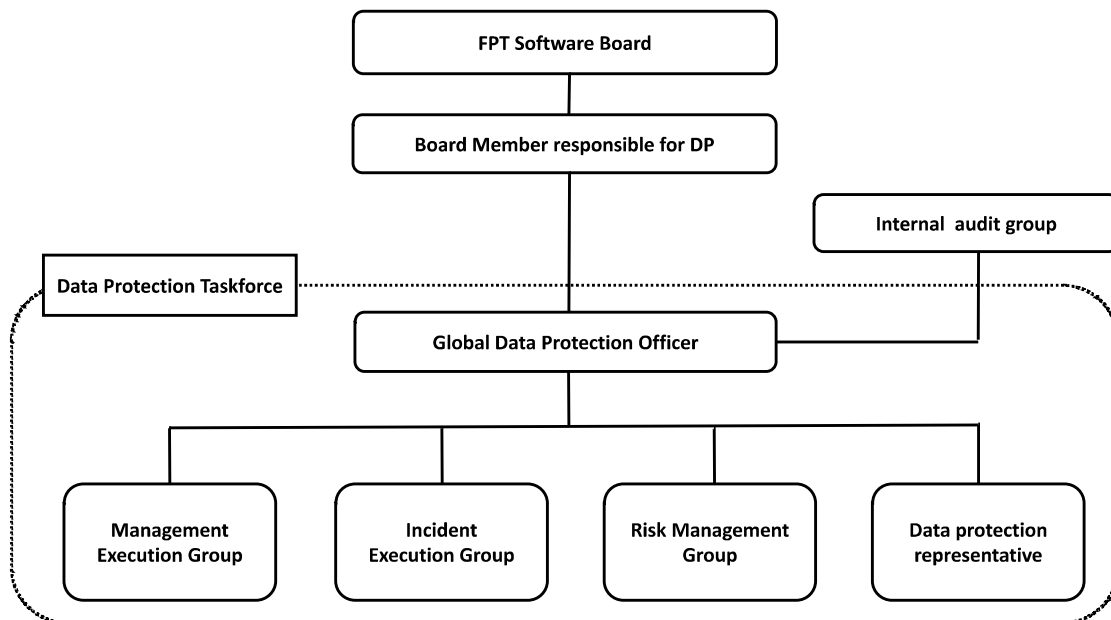 FPT Software Board
Board Member responsible for DP
Internal audit group
Data Protection Taskforce
Global Data Protection Officer
Management
Execution Group
Incident
Execution Group
Risk Management
Group
Data protection
representative